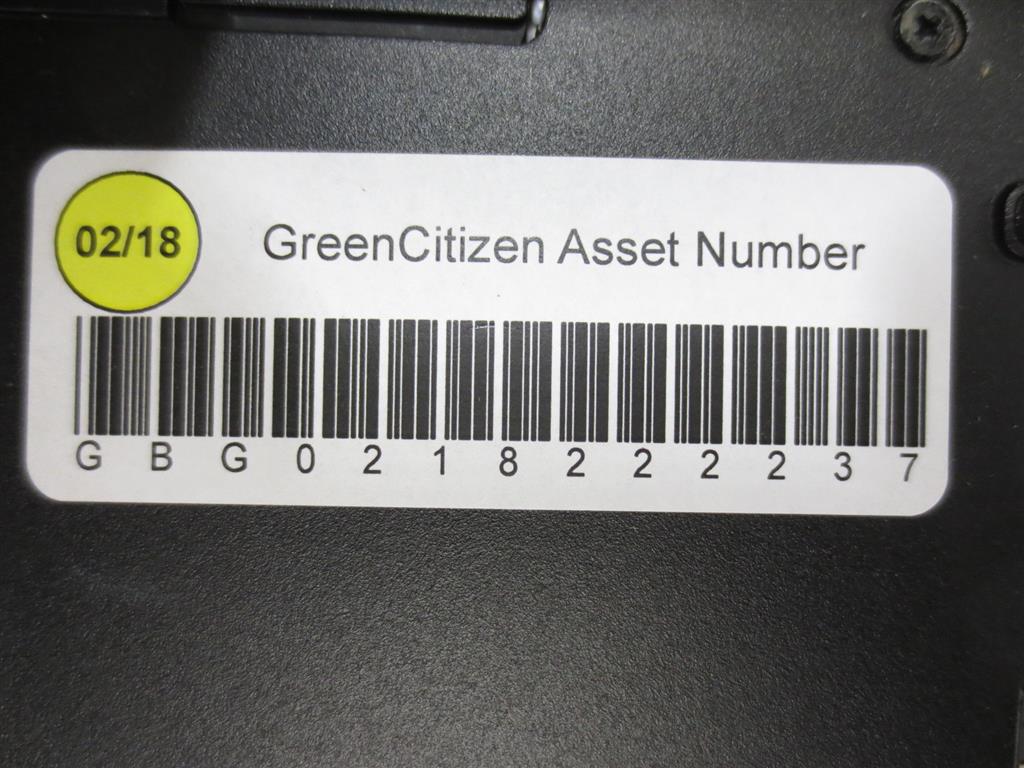 02/18
GreenCitizen Asset Number
G B G 0 2 1 8 2 2 2 2 3 7